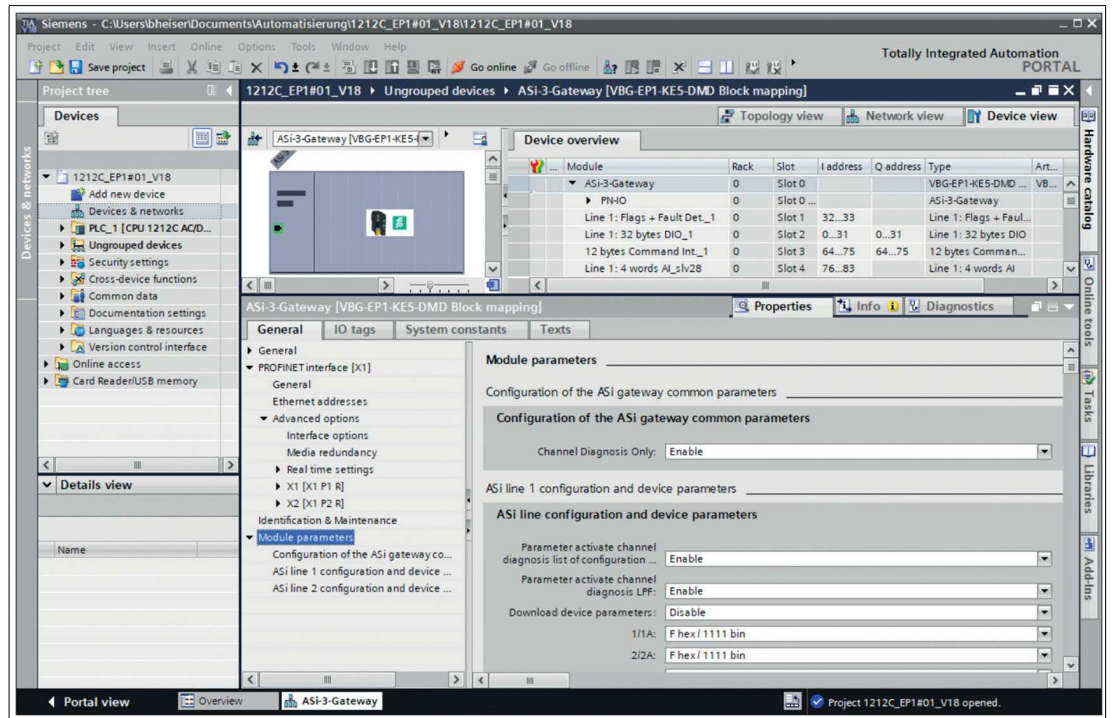 Siemens - C:\Users\bheiser\Documents\Automatisierung\1212C_EP1#01_V18\1212C_EP1#01_V18
Project Edit View Insert Online Options Tools Window Help
Totally Integrated Automation
PORTAL
Save project
Go online
Go offline
Project tree
1212C_EP1#01_V18 Ungrouped devices ASi-3-Gateway [VBG-EP1-KE5-DMD Block mapping]
Devices
Topology view
Network view
Device view
ASi-3-Gateway [VBG-EP1-KE5-
Device overview
... Module Rack Slot I address Q address Type Art...
ASi-3-Gateway 0 Slot 0 VBG-EP1-KE5-DMD ... VB...
PN-IO 0 Slot 0 ... ASi-3-Gateway
Line 1: Flags + Fault Det._1 0 Slot 1 32...33 Line 1: Flags + Faul...
Line 1: 32 bytes DIO_1 0 Slot 2 0...31 0...31 Line 1: 32 bytes DIO
12 bytes Command Int._1 0 Slot 3 64...75 64...75 12 bytes Comman...
Line 1: 4 words AI_slv28 0 Slot 4 76...83 Line 1: 4 words AI
1212C_EP1#01_V18
Add new device
Devices & networks
PLC_1 [CPU 1212C AC/D...
Ungrouped devices
Security settings
Cross-device functions
Common data
Documentation settings
Languages & resources
Version control interface
Online access
Card Reader/USB memory
Details view
Name
Devices & networks
ASi-3-Gateway [VBG-EP1-KE5-DMD Block mapping]
Properties
Info
Diagnostics
General
IO tags
System constants
Texts
General
PROFINET interface [X1]
General
Ethernet addresses
Advanced options
Interface options
Media redundancy
Real time settings
X1 [X1 P1 R]
X2 [X1 P2 R]
Identification & Maintenance
Module parameters
Configuration of the ASi gateway co...
ASi line 1 configuration and device ...
ASi line 2 configuration and device ...
Module parameters
Configuration of the ASi gateway common parameters
Configuration of the ASi gateway common parameters
Channel Diagnosis Only: Enable
ASi line 1 configuration and device parameters
ASi line configuration and device parameters
Parameter activate channel
diagnosis list of configuration ... Enable
Parameter activate channel
diagnosis LPF: Enable
Download device parameters: Disable
1/1A: F hex / 1111 bin
2/2A: F hex / 1111 bin
Hardware catalog
Online tools
Tasks
Libraries
Add-Ins
Portal view
Overview
ASi-3-Gateway
Project 1212C_EP1#01_V18 opened.